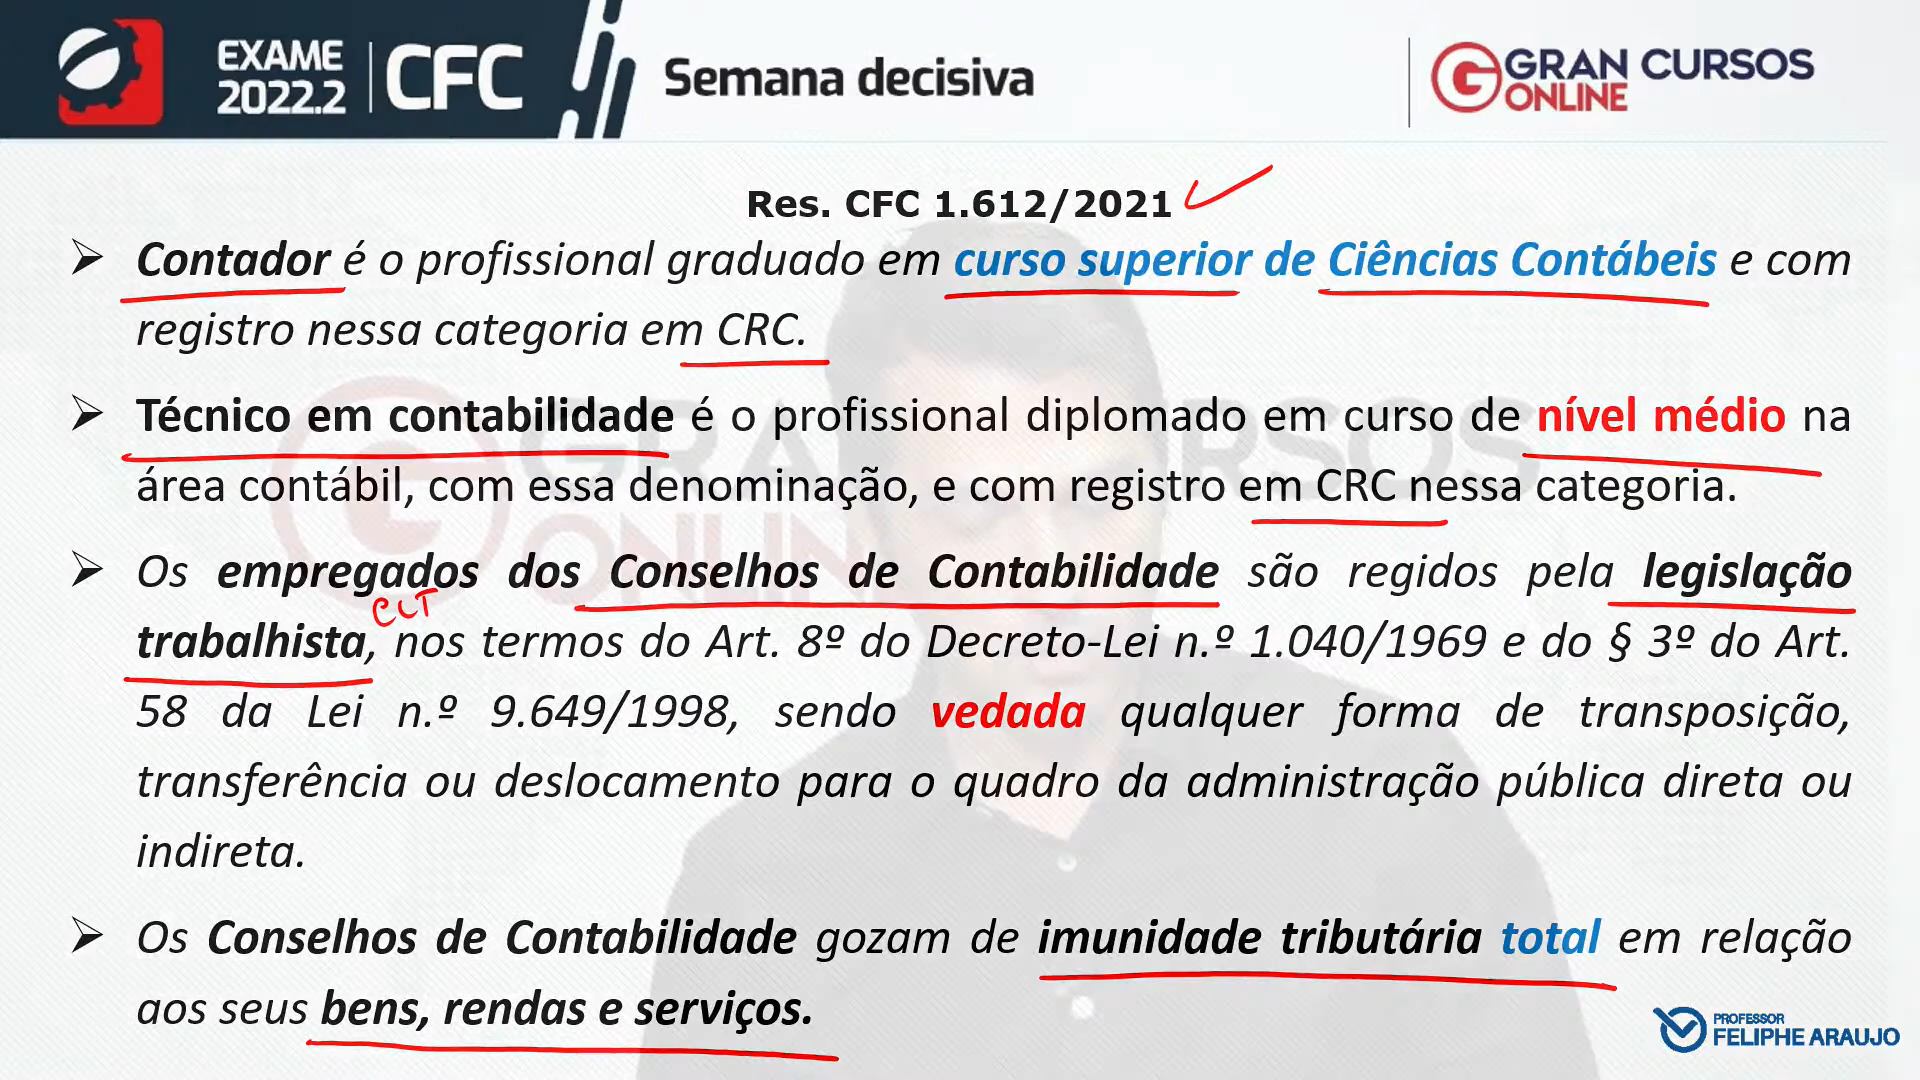 EXAME
2022.2
CFC
Semana decisiva
GRAN CURSOS
ONLINE
Res. CFC 1.612/2021
Contador é o profissional graduado em curso superior de Ciências Contábeis e com
registro nessa categoria em CRC.
Técnico em contabilidade é o profissional diplomado em curso de nível médio na
área contábil, com essa denominação, e com registro em CRC nessa categoria.
Os empregados dos Conselhos de Contabilidade são regidos pela legislação
CLT
trabalhista, nos termos do Art. 8º do Decreto-Lei n.º 1.040/1969 e do § 3º do Art.
58 da Lei n.º 9.649/1998, sendo vedada qualquer forma de transposição,
transferência ou deslocamento para o quadro da administração pública direta ou
indireta.
Os Conselhos de Contabilidade gozam de imunidade tributária total em relação
aos seus bens, rendas e serviços.
PROFESSOR
FELIPHE ARAUJO
GRAN CURSOS
ONLINE